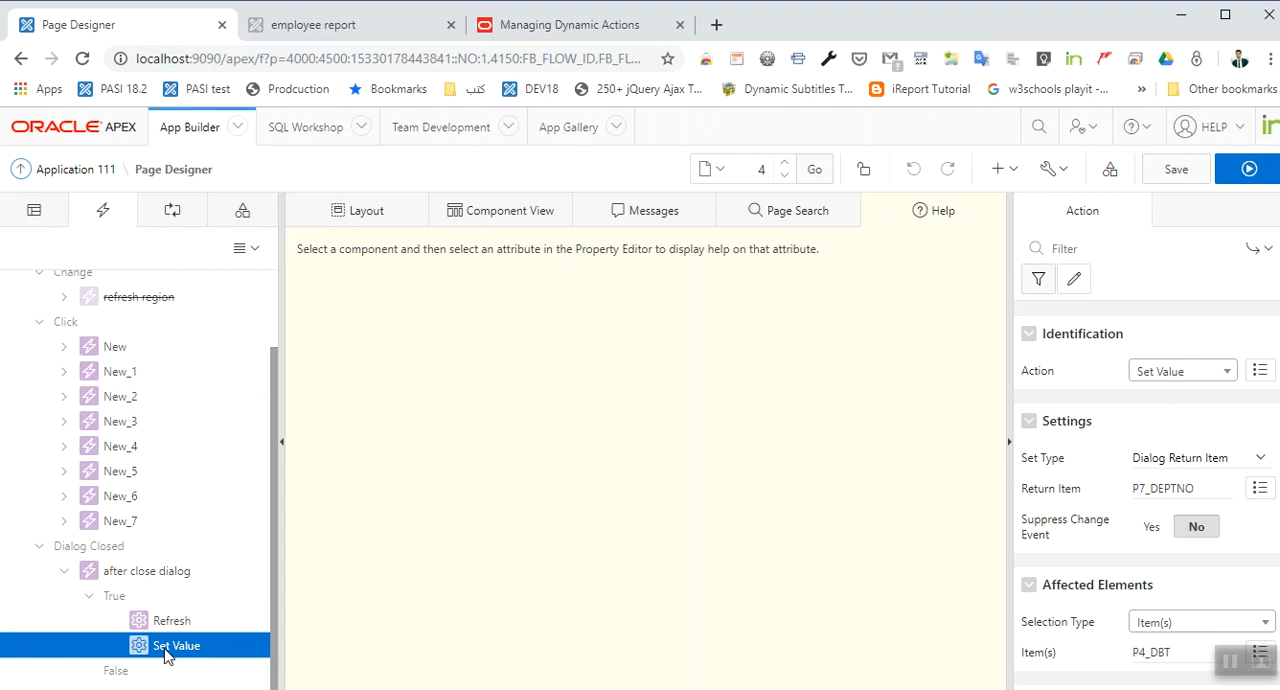 Page Designer
employee report
Managing Dynamic Actions
localhost:9090/apex/f?p=4000:4500:15330178443841::NO:1,4150:FB_FLOW_ID,FB_FL...
Apps
PASI 18.2
PASI test
Production
Bookmarks
كتب
DEV18
250+ jQuery Ajax T...
Dynamic Subtitles T...
iReport Tutorial
w3schools playit -...
»
Other bookmarks
ORACLE APEX
App Builder
SQL Workshop
Team Development
App Gallery
HELP
Application 111 \ Page Designer
4
Go
Save
Layout
Component View
Messages
Page Search
Help
Action
Select a component and then select an attribute in the Property Editor to display help on that attribute.
Filter
Change
refresh region
Click
New
New_1
New_2
New_3
New_4
New_5
New_6
New_7
Dialog Closed
after close dialog
True
Refresh
Set Value
False
Identification
Action
Set Value
Settings
Set Type
Dialog Return Item
Return Item
P7_DEPTNO
Suppress Change
Event
Yes
No
Affected Elements
Selection Type
Item(s)
Item(s)
P4_DBT